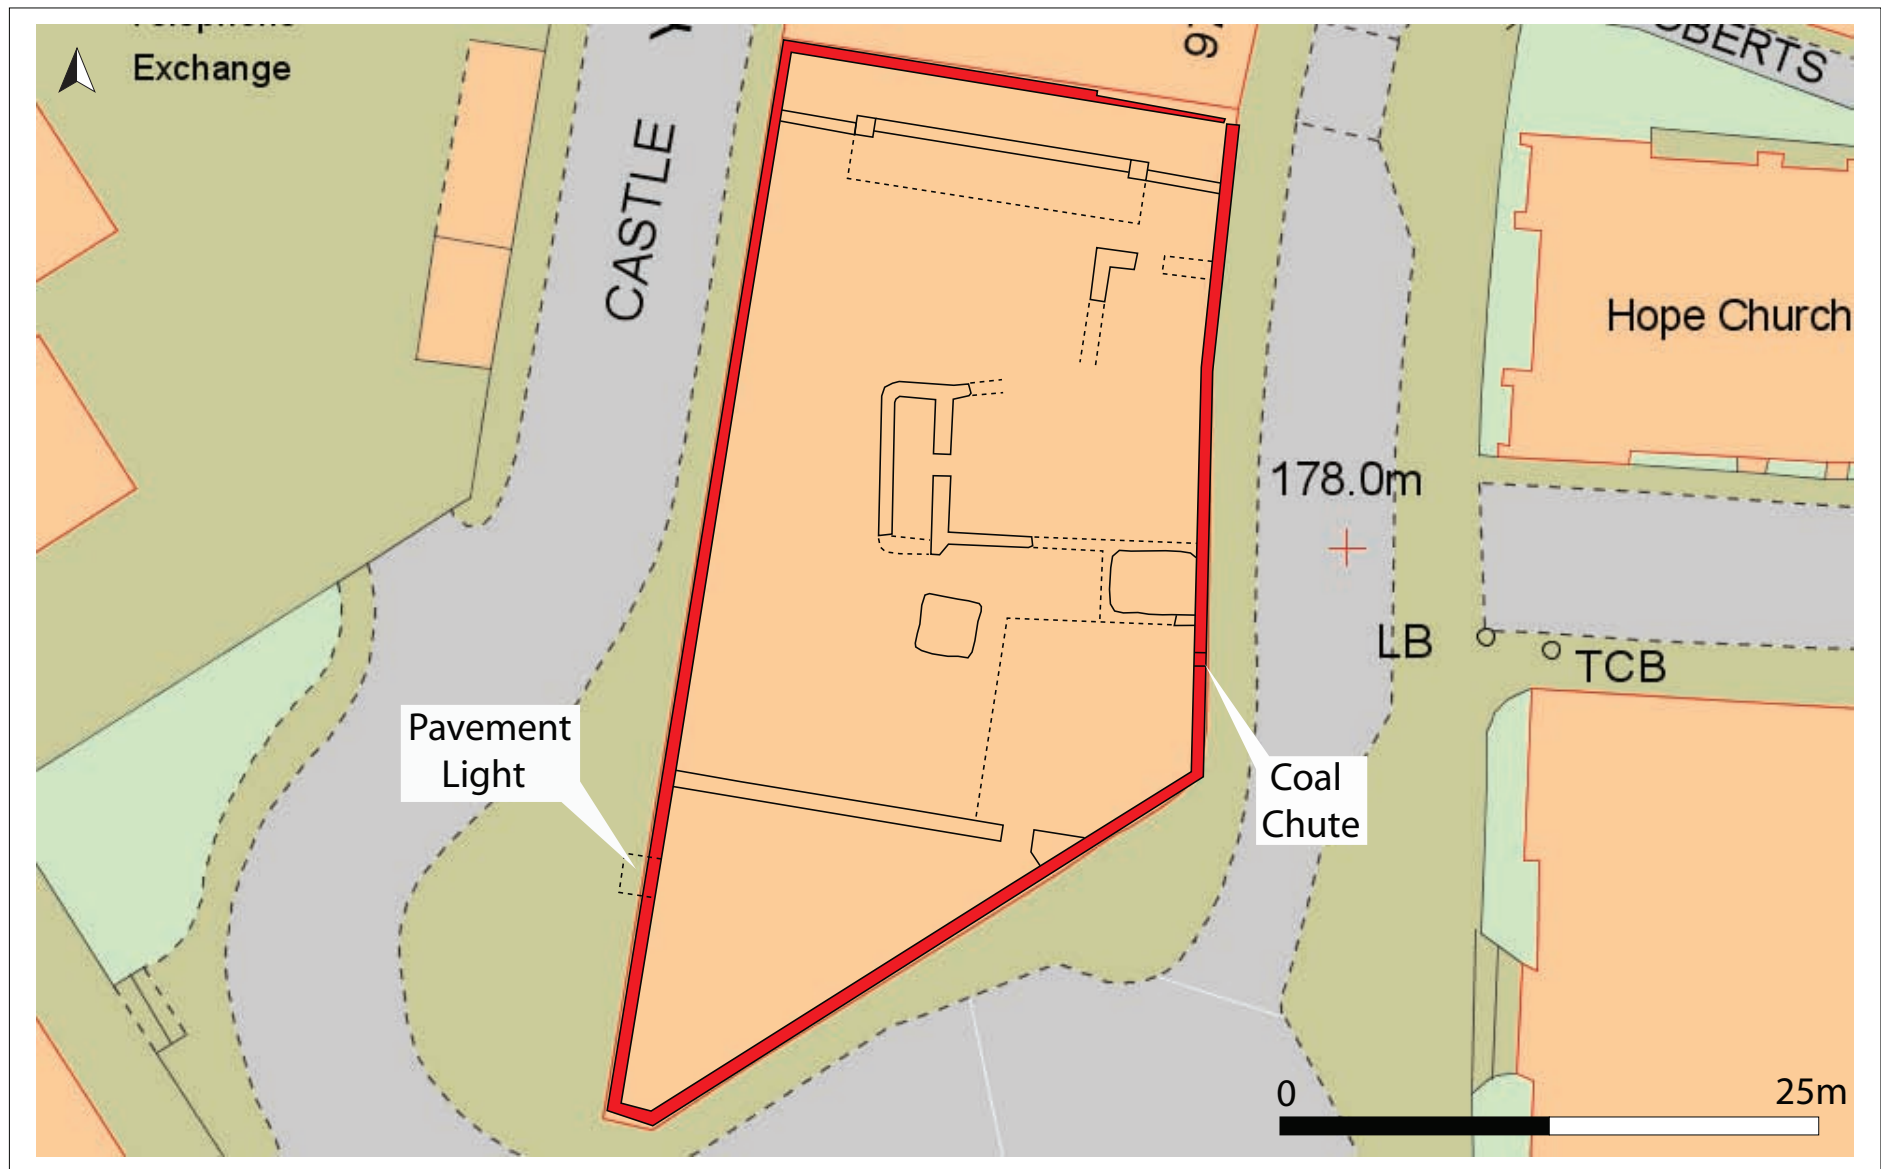 Exchange
CASTLE Y
Hope Church
178.0m
LB
TCB
Pavement
Light
Coal
Chute
0 25m